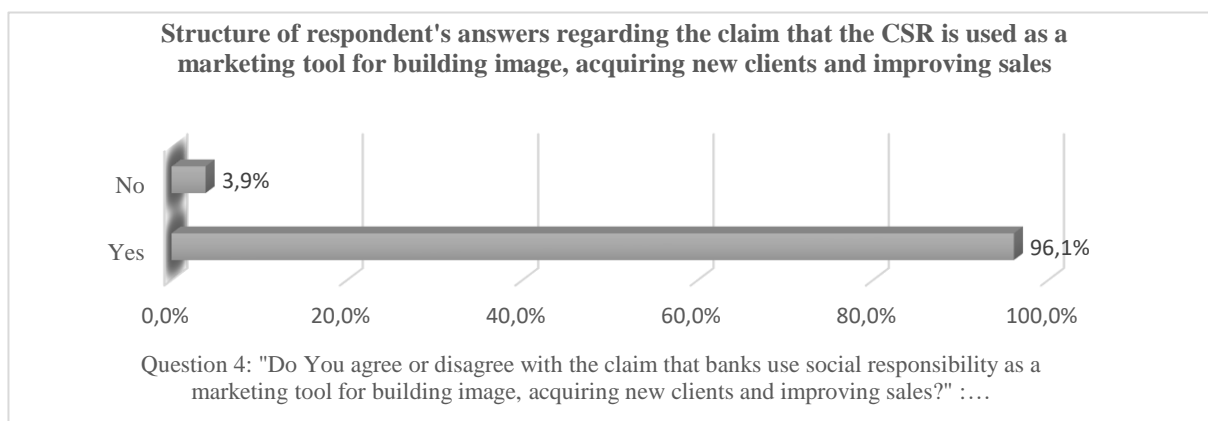 Structure of respondent's answers regarding the claim that the CSR is used as a
marketing tool for building image, acquiring new clients and improving sales
No
3,9%
Yes
96,1%
0,0% 20,0% 40,0% 60,0% 80,0% 100,0%
Question 4: "Do You agree or disagree with the claim that banks use social responsibility as a
marketing tool for building image, acquiring new clients and improving sales?" :…